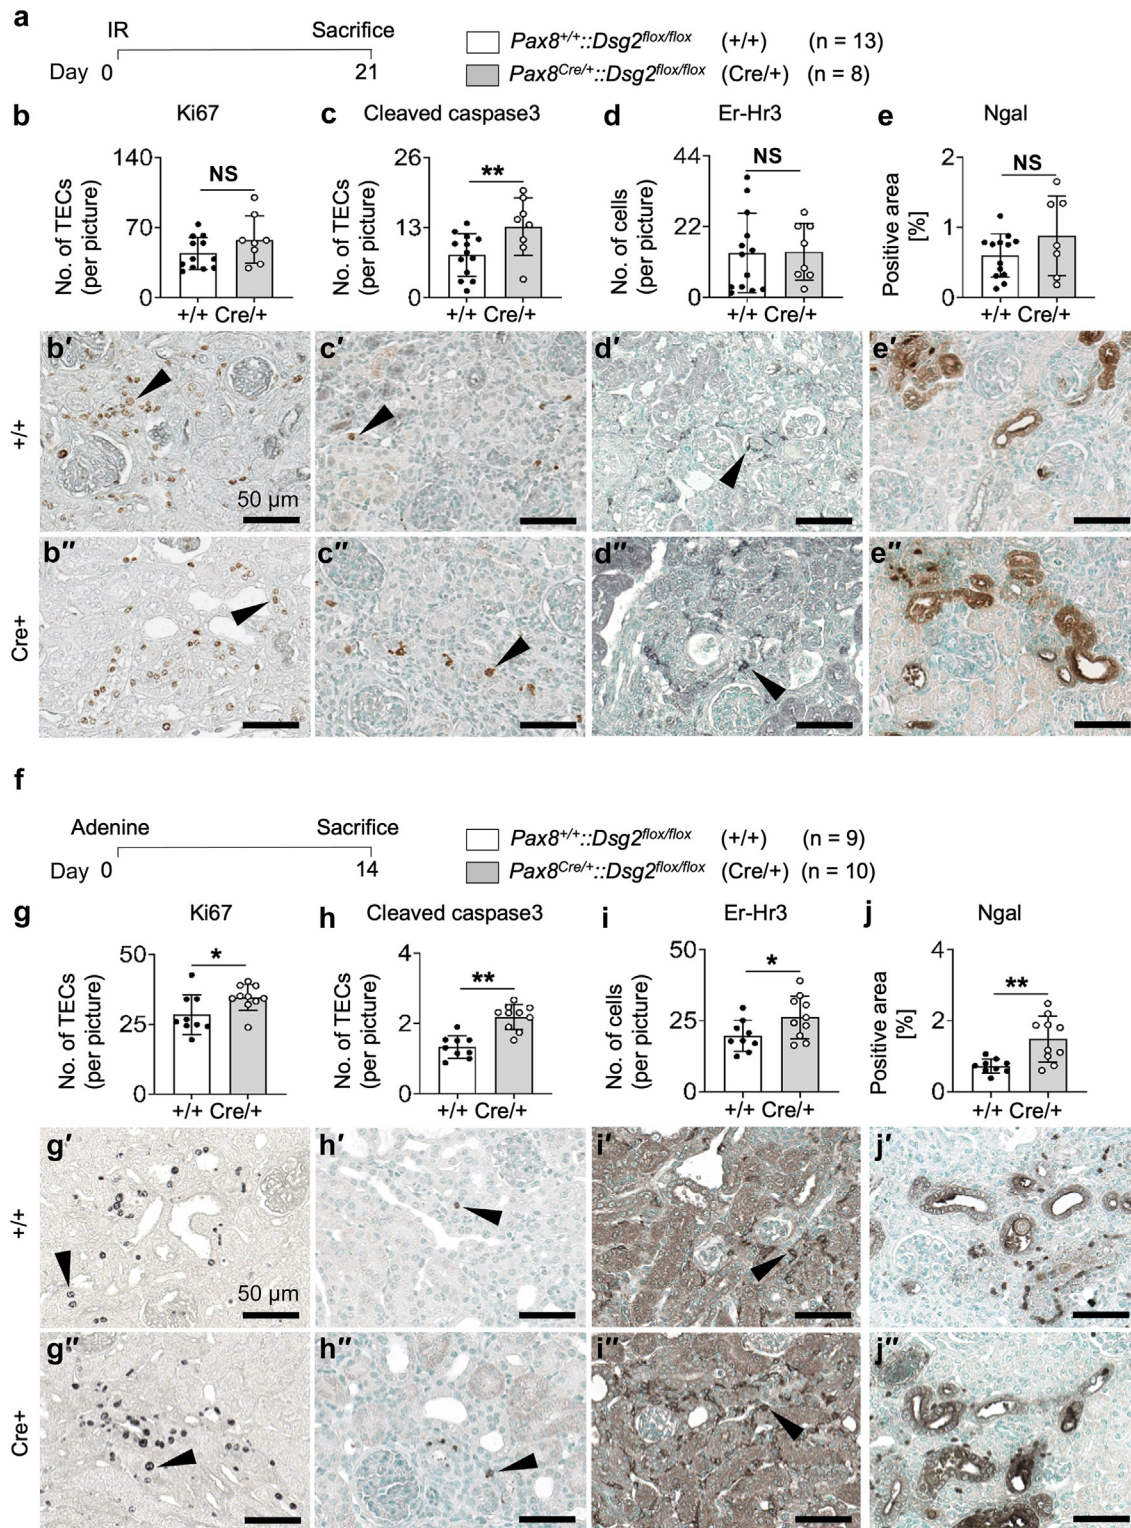 a
IR Sacrifice
Day 0 21
Pax8+/+::Dsg2flox/flox (+/+) (n = 13)
Pax8Cre/+::Dsg2flox/flox (Cre/+) (n = 8)
b Ki67
No. of TECs
(per picture)
140
70
0
NS
+/+ Cre/+
c Cleaved caspase3
No. of TECs
(per picture)
26
13
0
**
+/+ Cre/+
d Er-Hr3
No. of cells
(per picture)
44
22
0
NS
+/+ Cre/+
e Ngal
Positive area
[%]
2
1
0
NS
+/+ Cre/+
+/+
b′ c′ d′ e′
50 µm
Cre+
b″ c″ d″ e″
f
Adenine Sacrifice
Day 0 14
Pax8+/+::Dsg2flox/flox (+/+) (n = 9)
Pax8Cre/+::Dsg2flox/flox (Cre/+) (n = 10)
g Ki67
No. of TECs
(per picture)
50
25
0
*
+/+ Cre/+
h Cleaved caspase3
No. of TECs
(per picture)
4
2
0
**
+/+ Cre/+
i Er-Hr3
No. of cells
(per picture)
50
25
0
*
+/+ Cre/+
j Ngal
Positive area
[%]
4
2
0
**
+/+ Cre/+
+/+
g′ h′ i′ j′
50 µm
Cre+
g″ h″ i″ j″